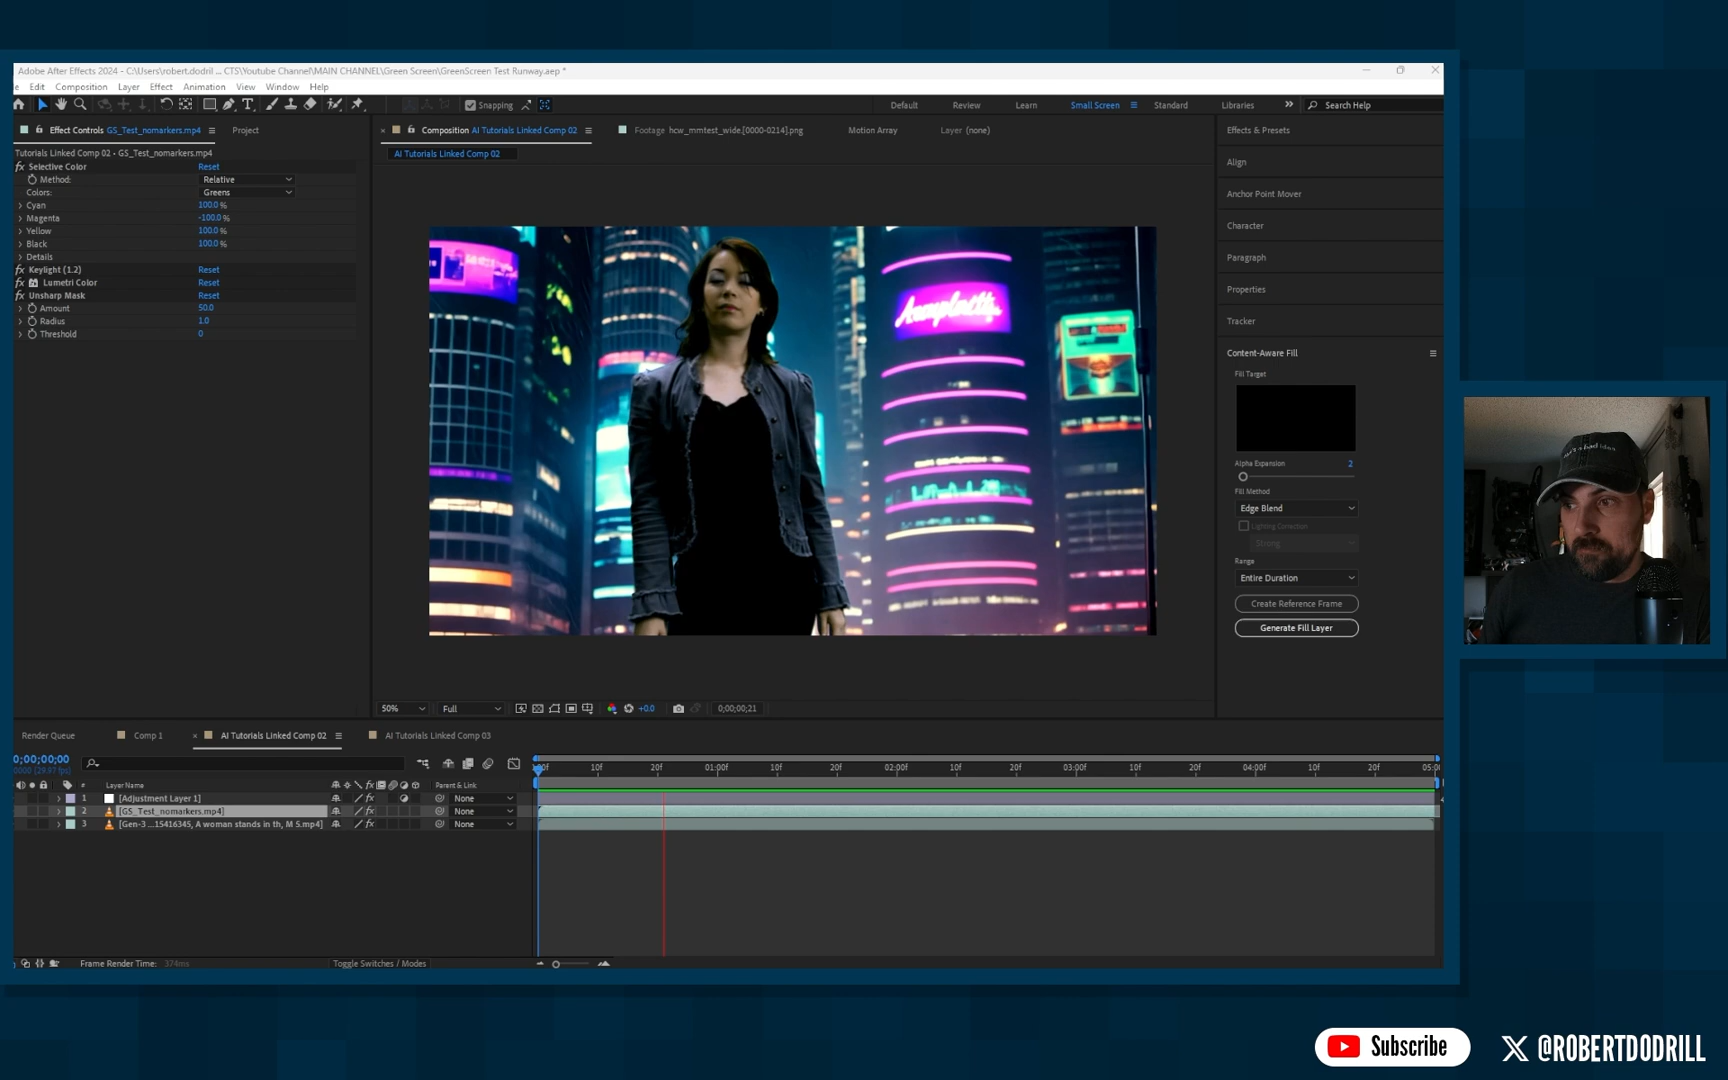 Adobe After Effects 2024 - C:\Users\robert.dodril ... CTS\Youtube Channel\MAIN CHANNEL\Green Screen\GreenScreen Test Runway.aep *
e Edit Composition Layer Effect Animation View Window Help
Snapping Default Review Learn Small Screen Standard Libraries Search Help
Effect Controls GS_Test_nomarkers.mp4 Project
Composition AI Tutorials Linked Comp 02 Footage hcw_mmtest_wide.[0000-0214].png Motion Array Layer (none)
Effects & Presets
Tutorials Linked Comp 02 • GS_Test_nomarkers.mp4
AI Tutorials Linked Comp 02
fx Selective Color Reset
Method: Relative
Colors: Greens
Cyan 100.0 %
Magenta -100.0 %
Yellow 100.0 %
Black 100.0 %
Details
fx Keylight (1.2) Reset
fx Lumetri Color Reset
fx Unsharp Mask Reset
Amount 50.0
Radius 1.0
Threshold 0
Align
Anchor Point Mover
Character
Paragraph
Properties
Tracker
Content-Aware Fill
Fill Target
Alpha Expansion 2
Fill Method
Edge Blend
Lighting Correction
Strong
Range
Entire Duration
Create Reference Frame
Generate Fill Layer
50% Full +0.0 0;00;00;21
Render Queue Comp 1 AI Tutorials Linked Comp 02 AI Tutorials Linked Comp 03
0;00;00;00
0000 (29.97 fps)
10f 20f 01:00f 10f 20f 02:00f 10f 20f 03:00f 10f 20f 04:00f 10f 20f 05:0
# Layer Name Parent & Link
1 [Adjustment Layer 1] None
2 [GS_Test_nomarkers.mp4] fx None
3 [Gen-3 ...15416345, A woman stands in th, M 5.mp4] fx None
Frame Render Time: 374ms Toggle Switches / Modes
Subscribe
@ROBERTDODRILL